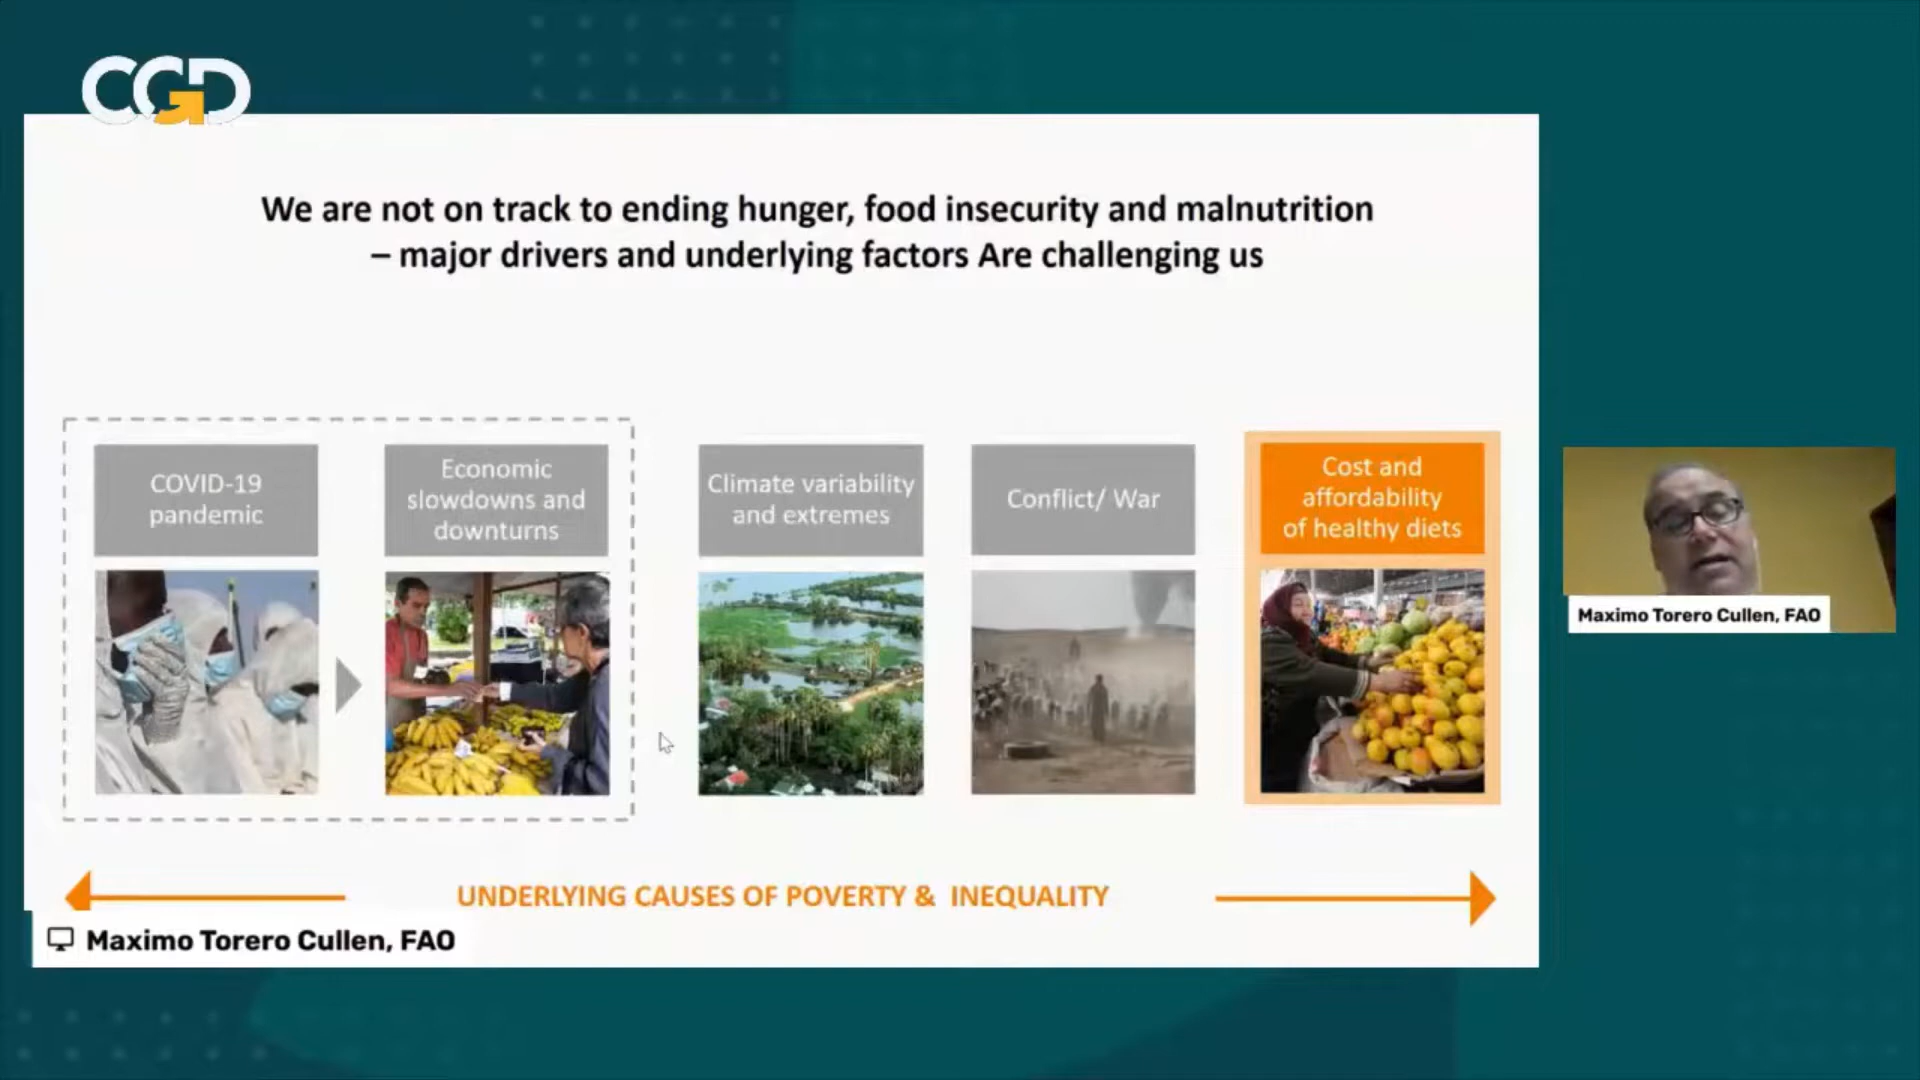 CGD
We are not on track to ending hunger, food insecurity and malnutrition
– major drivers and underlying factors Are challenging us
COVID-19
pandemic
Economic
slowdowns and
downturns
Climate variability
and extremes
Conflict/ War
Cost and
affordability
of healthy diets
UNDERLYING CAUSES OF POVERTY & INEQUALITY
Maximo Torero Cullen, FAO
Maximo Torero Cullen, FAO